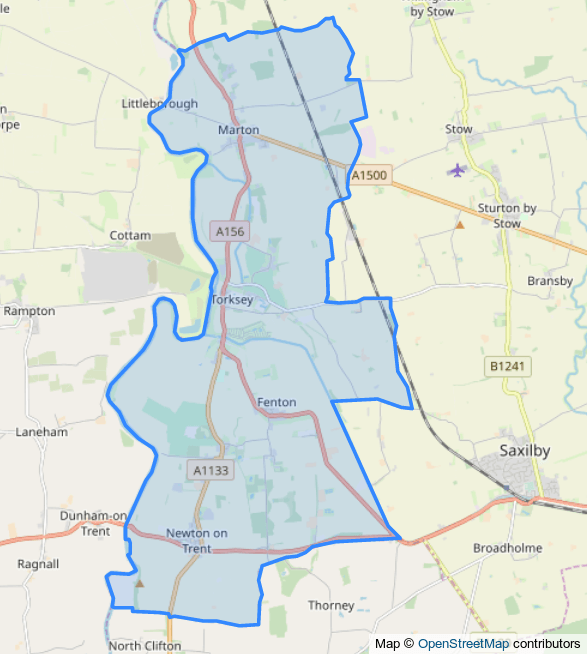 by Stow
Littleborough
Marton
Stow
A1500
Sturton by
Stow
A156
Cottam
Bransby
Torksey
Rampton
B1241
Fenton
Laneham
Saxilby
A1133
Dunham-on
Trent
Newton on
Trent
Broadholme
Ragnall
Thorney
North Clifton
Map © OpenStreetMap contributors